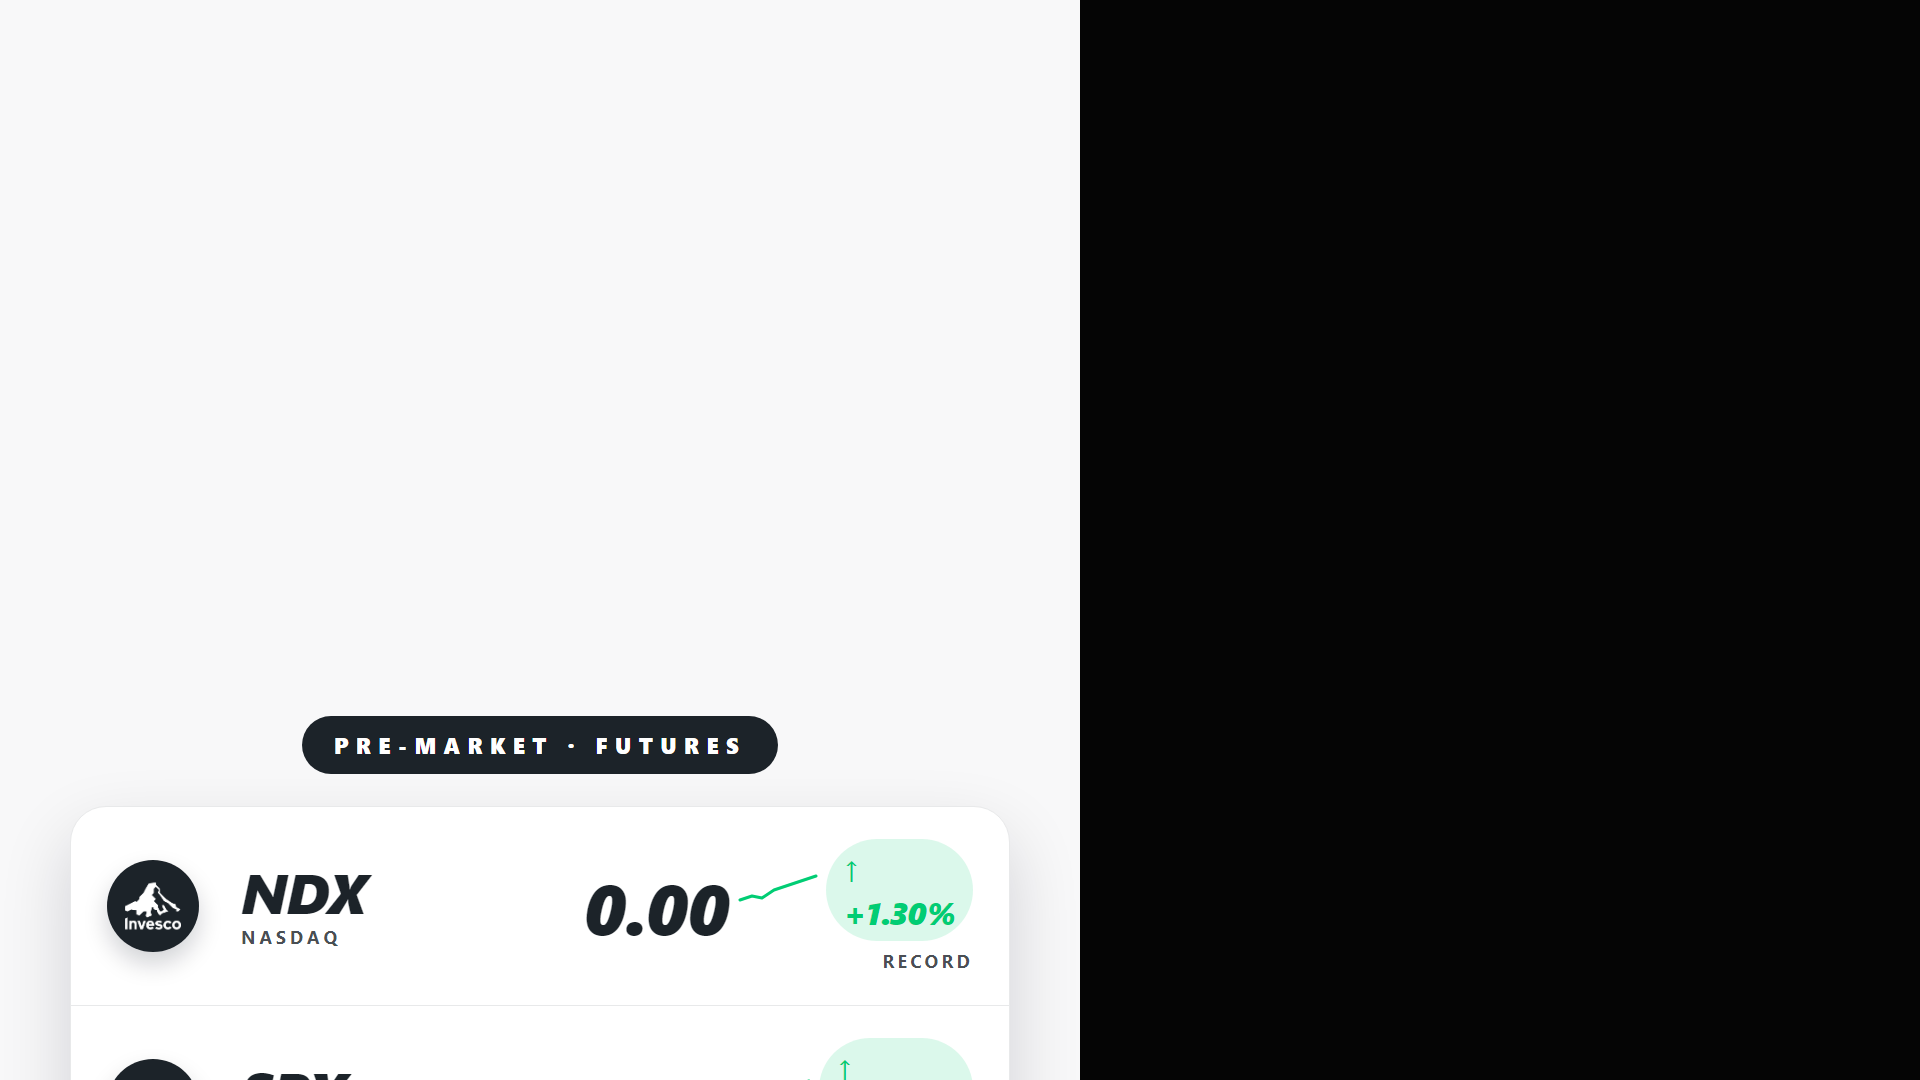 PRE-MARKET · FUTURES
Invesco
NDX
NASDAQ
0.00
↑
+1.30%
RECORD
↑